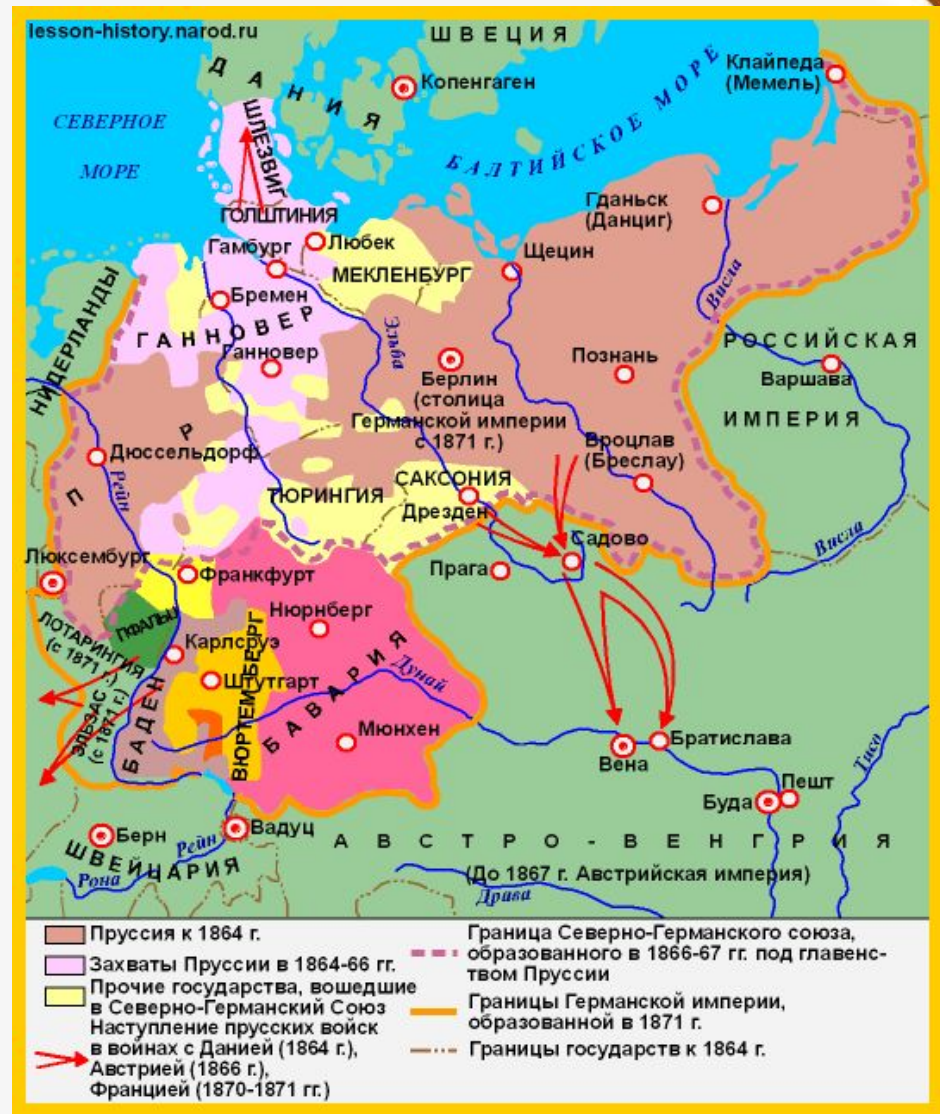 lesson-history.narod.ru
ШВЕЦИЯ
ДАНИЯ
Копенгаген
Клайпеда
(Мемель)
СЕВЕРНОЕ
МОРЕ
БАЛТИЙСКОЕ МОРЕ
ШЛЕЗВИГ
ГОЛШТИНИЯ
Гданьск
(Данциг)
Любек
Гамбург
МЕКЛЕНБУРГ
Щецин
Висла
НИДЕРЛАНДЫ
Бремен
ГАННОВЕР
Ганновер
Эльба
РОССИЙСКАЯ
ИМПЕРИЯ
Варшава
Берлин
(столица
Германской империи
с 1871 г.)
Познань
П Р
Дюссельдорф
Рейн
Вроцлав
(Бреслау)
ТЮРИНГИЯ
САКСОНИЯ
Дрезден
Садово
Прага
Висла
Люксембург
Франкфурт
ПФАЛЬЦ
Нюрнберг
ЛОТАРИНГИЯ
(с 1871 г.)
Карлсруэ
ЭЛЬЗАС
(с 1871 г.)
БАДЕН
Штутгарт
ВЮРТЕМБЕРГ
БАВАРИЯ
Дунай
Мюнхен
Вена
Братислава
Тисо
Буда
Пешт
Берн
Вадуц
ШВЕЙЦАРИЯ
Рейн
Рона
АВСТРО-ВЕНГРИЯ
(До 1867 г. Австрийская империя)
Драва
Пруссия к 1864 г.
Захваты Пруссии в 1864-66 гг.
Прочие государства, вошедшие
в Северно-Германский Союз
Наступление прусских войск
в войнах с Данией (1864 г.),
Австрией (1866 г.),
Францией (1870-1871 гг.)
Граница Северно-Германского союза,
образованного в 1866-67 гг. под главенс-
твом Пруссии
Границы Германской империи,
образованной в 1871 г.
Границы государств к 1864 г.